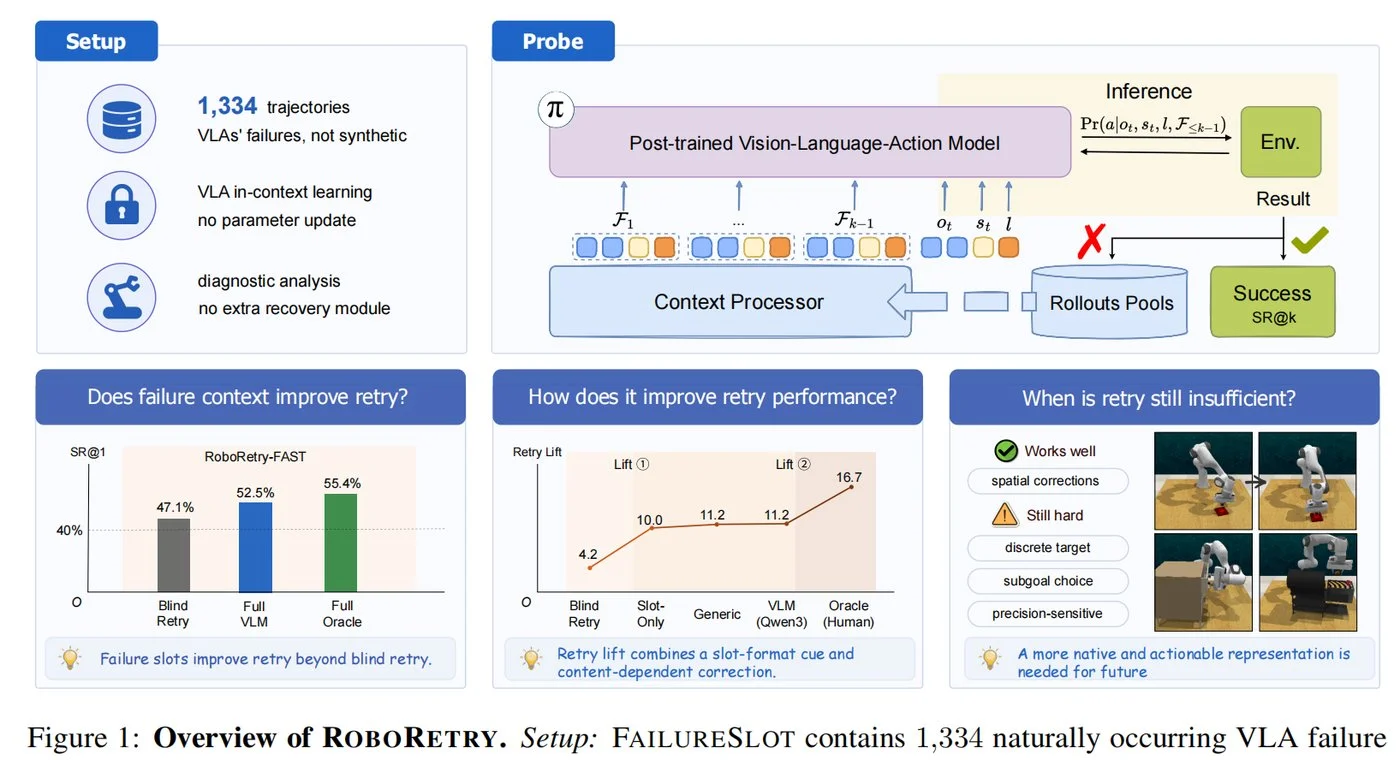 Setup
1,334 trajectories
VLAs' failures, not synthetic
VLA in-context learning
no parameter update
diagnostic analysis
no extra recovery module
Probe
π
Post-trained Vision-Language-Action Model
Inference
Pr(a|o_t, s_t, l, F_{≤k−1})
Env.
Result
F_1
...
F_{k−1}
o_t
s_t
l
Context Processor
Rollouts Pools
Success
SR@k
Does failure context improve retry?
SR@1
RoboRetry-FAST
47.1%
52.5%
55.4%
40%
O
Blind
Retry
Full
VLM
Full
Oracle
Failure slots improve retry beyond blind retry.
How does it improve retry performance?
Retry Lift
Lift ①
Lift ②
4.2
10.0
11.2
11.2
16.7
O
Blind
Retry
Slot-
Only
Generic
VLM
(Qwen3)
Oracle
(Human)
Retry lift combines a slot-format cue and
content-dependent correction.
When is retry still insufficient?
Works well
spatial corrections
Still hard
discrete target
subgoal choice
precision-sensitive
A more native and actionable representation is
needed for future
Figure 1: Overview of ROBORETRY. Setup: FAILURESLOT contains 1,334 naturally occurring VLA failure